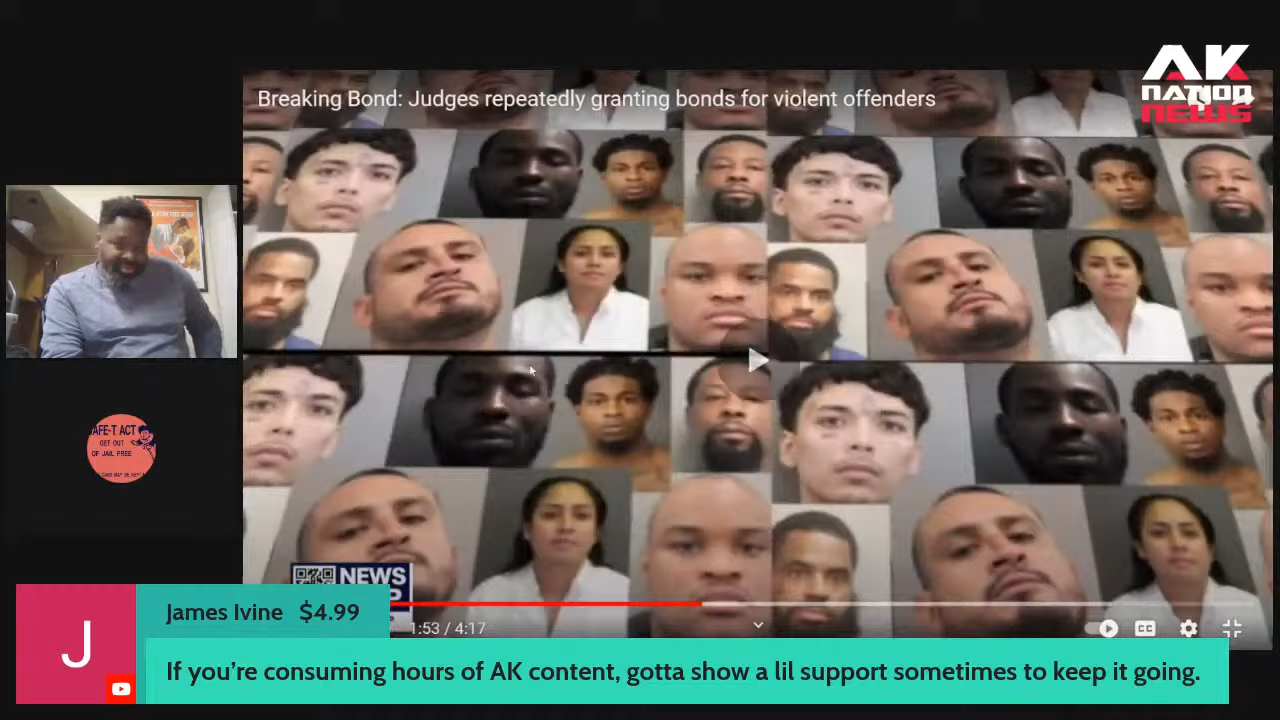 Breaking Bond: Judges repeatedly granting bonds for violent offenders
AK
NATION
NEWS
AFE-T ACT
GET OUT
OF JAIL FREE
NEWS
1:53 / 4:17
CC
J
James Ivine $4.99
If you’re consuming hours of AK content, gotta show a lil support sometimes to keep it going.